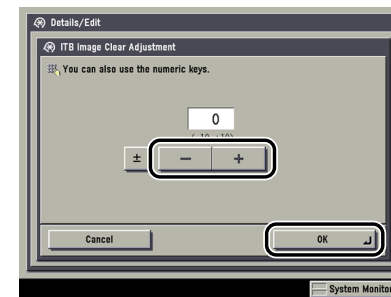 Details/Edit
ITB Image Clear Adjustment
You can also use the numeric keys.
0
±
−
+
Cancel
OK
System Monitor